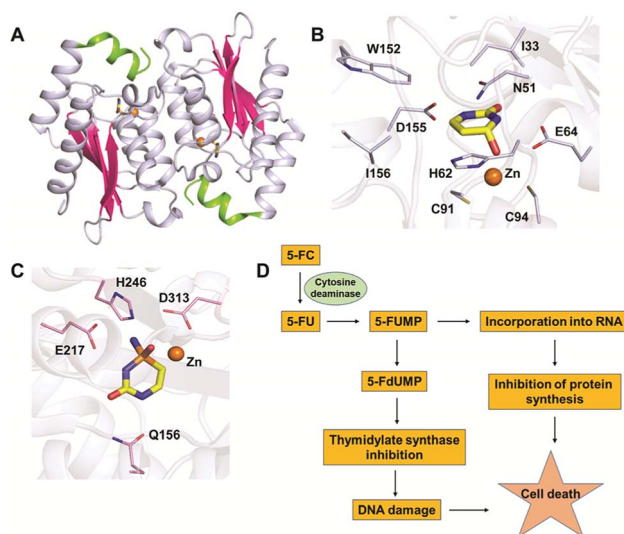 A
B
W152
I33
N51
D155
E64
I156
H62
Zn
C91
C94
C
H246
D313
E217
Zn
Q156
D
5-FC
Cytosine
deaminase
5-FU
5-FUMP
Incorporation into RNA
5-FdUMP
Inhibition of protein
synthesis
Thymidylate synthase
inhibition
Cell death
DNA damage